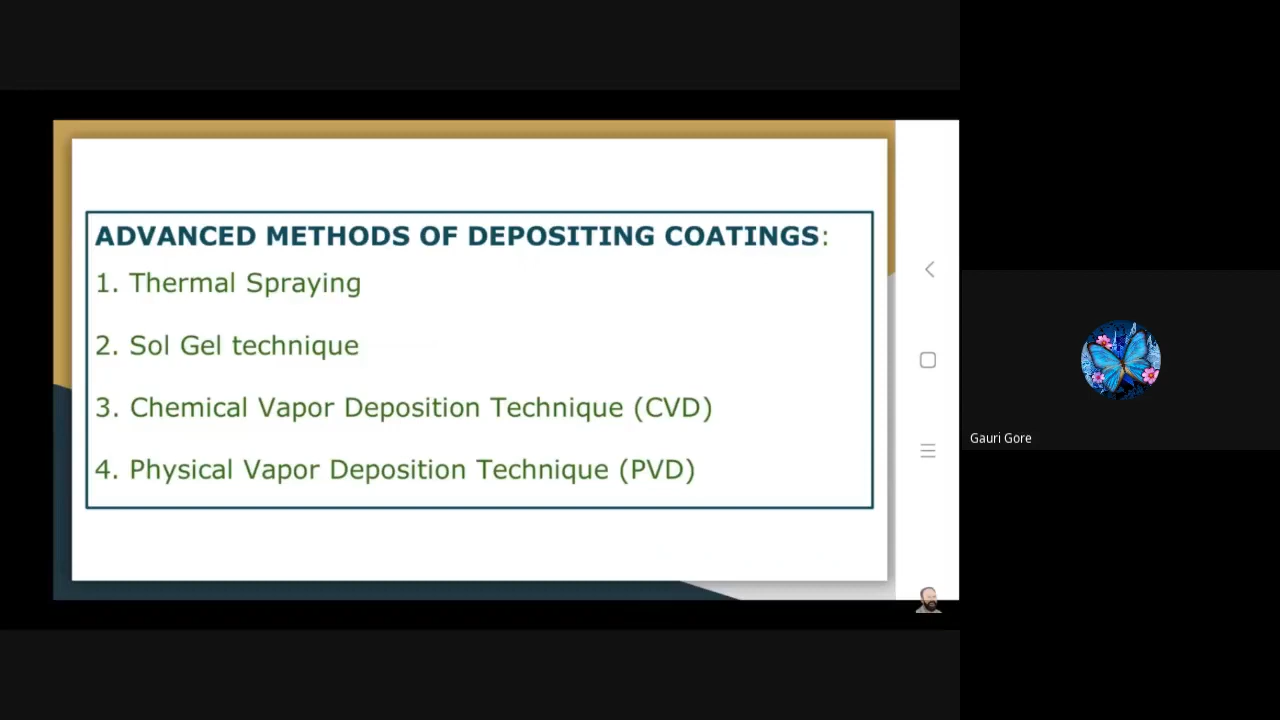 ADVANCED METHODS OF DEPOSITING COATINGS:
1. Thermal Spraying
2. Sol Gel technique
3. Chemical Vapor Deposition Technique (CVD)
4. Physical Vapor Deposition Technique (PVD)
Gauri Gore